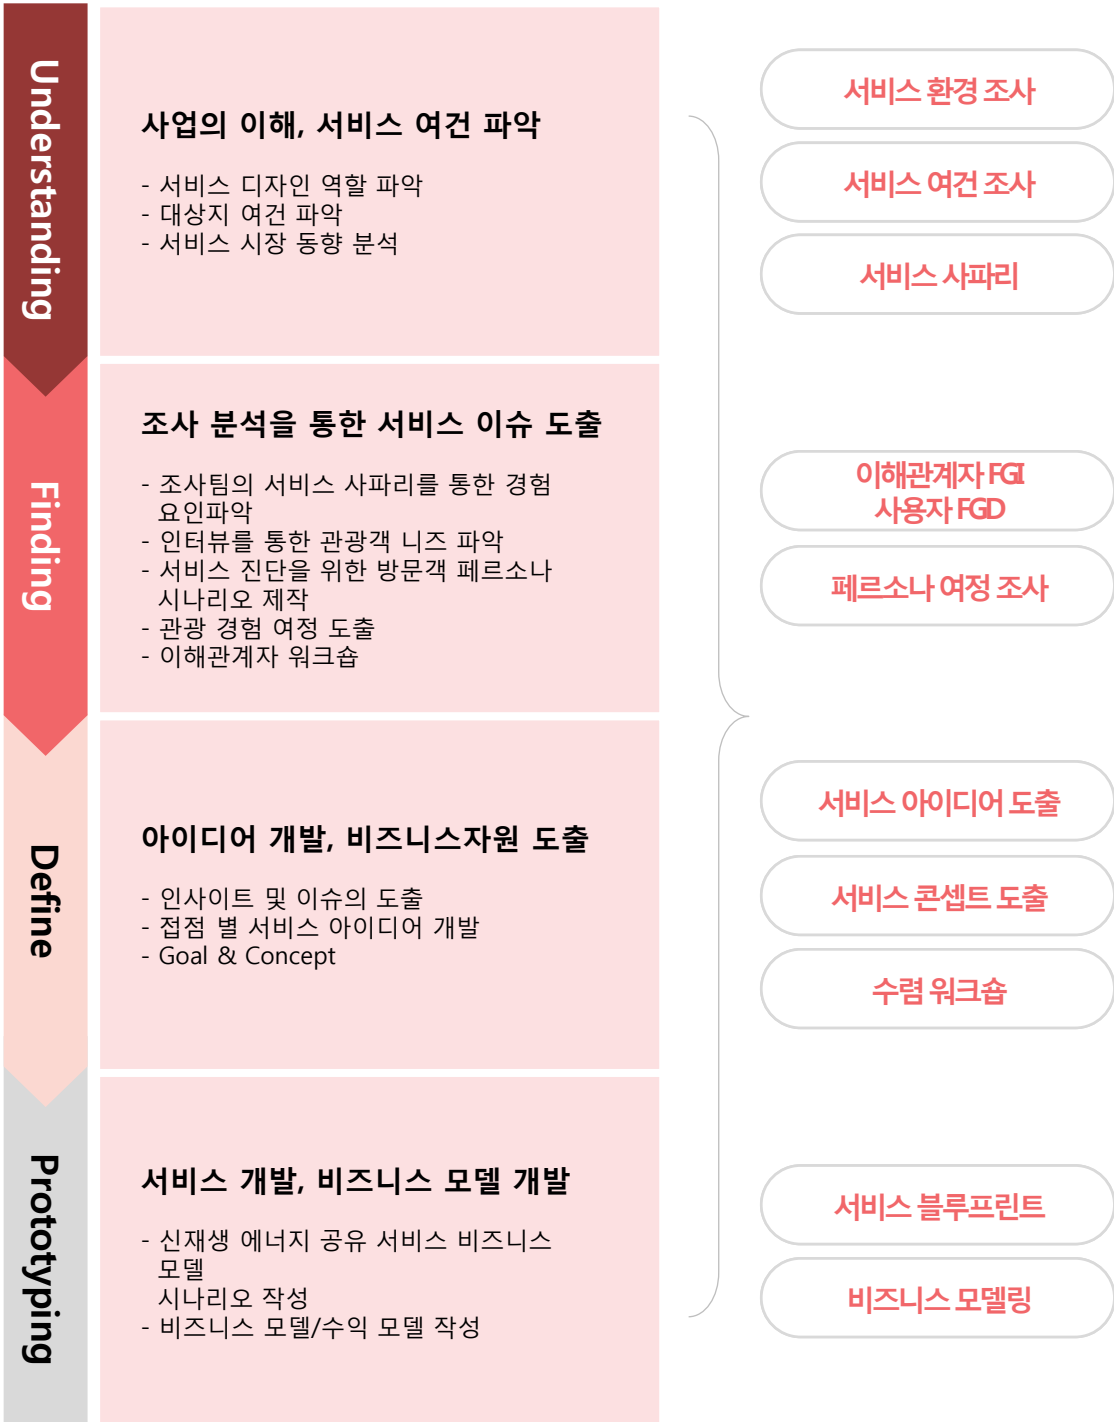 Understanding
사업의 이해, 서비스 여건 파악
- 서비스 디자인 역할 파악
- 대상지 여건 파악
- 서비스 시장 동향 분석
서비스 환경 조사
서비스 여건 조사
서비스 사파리
Finding
조사 분석을 통한 서비스 이슈 도출
- 조사팀의 서비스 사파리를 통한 경험
요인파악
- 인터뷰를 통한 관광객 니즈 파악
- 서비스 진단을 위한 방문객 페르소나
시나리오 제작
- 관광 경험 여정 도출
- 이해관계자 워크숍
이해관계자 FGI
사용자 FGD
페르소나 여정 조사
Define
아이디어 개발, 비즈니스자원 도출
- 인사이트 및 이슈의 도출
- 접점 별 서비스 아이디어 개발
- Goal & Concept
서비스 아이디어 도출
서비스 콘셉트 도출
수렴 워크숍
Prototyping
서비스 개발, 비즈니스 모델 개발
- 신재생 에너지 공유 서비스 비즈니스
모델
시나리오 작성
- 비즈니스 모델/수익 모델 작성
서비스 블루프린트
비즈니스 모델링